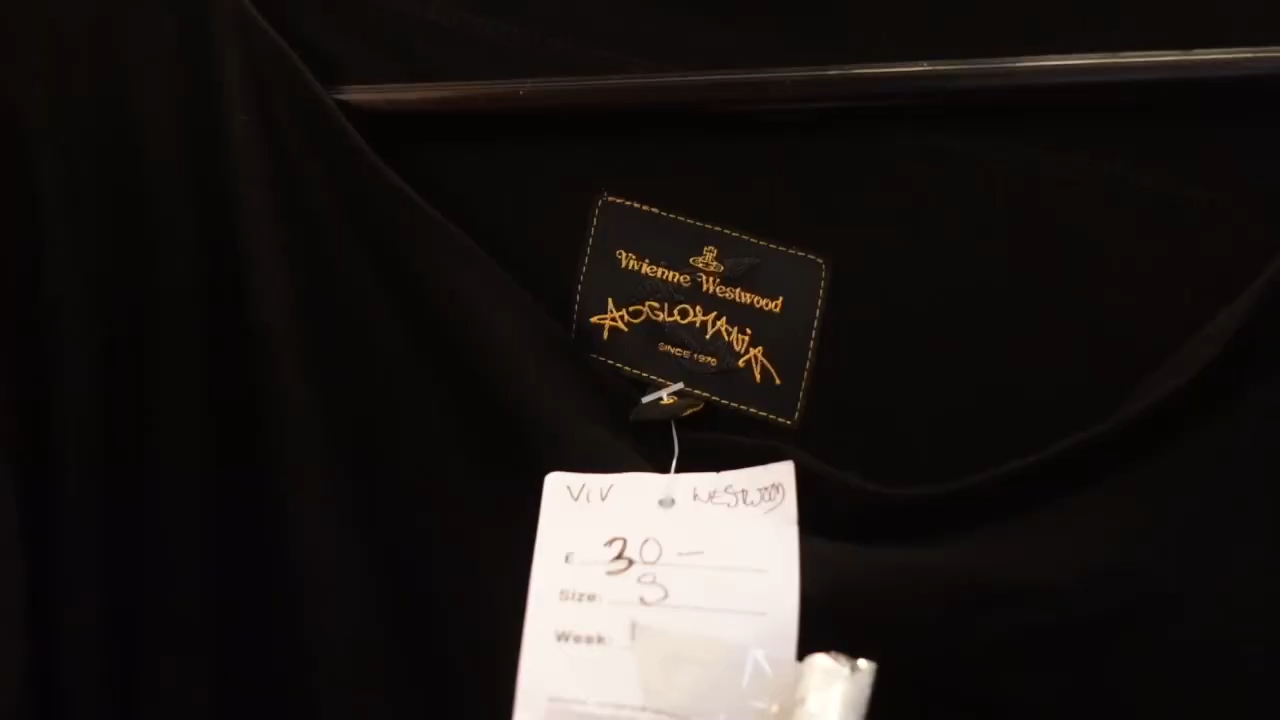 Vivienne Westwood
ANGLOMANIA
SINCE 1970
VIV WESTWOOD
£ 30 —
Size: S
Week: